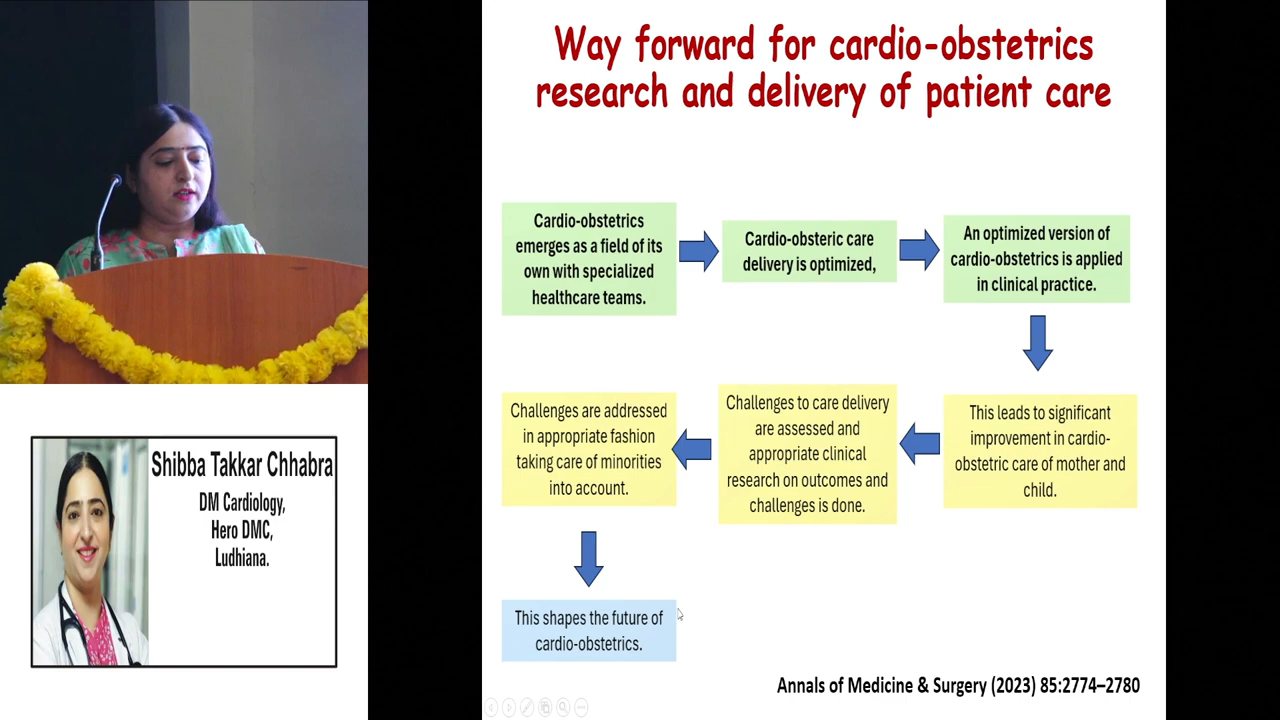 Way forward for cardio-obstetrics
research and delivery of patient care
Cardio-obstetrics
emerges as a field of its
own with specialized
healthcare teams.
Cardio-obsteric care
delivery is optimized,
An optimized version of
cardio-obstetrics is applied
in clinical practice.
This leads to significant
improvement in cardio-
obstetric care of mother and
child.
Challenges to care delivery
are assessed and
appropriate clinical
research on outcomes and
challenges is done.
Challenges are addressed
in appropriate fashion
taking care of minorities
into account.
This shapes the future of
cardio-obstetrics.
Annals of Medicine & Surgery (2023) 85:2774–2780
Shibba Takkar Chhabra
DM Cardiology,
Hero DMC,
Ludhiana.